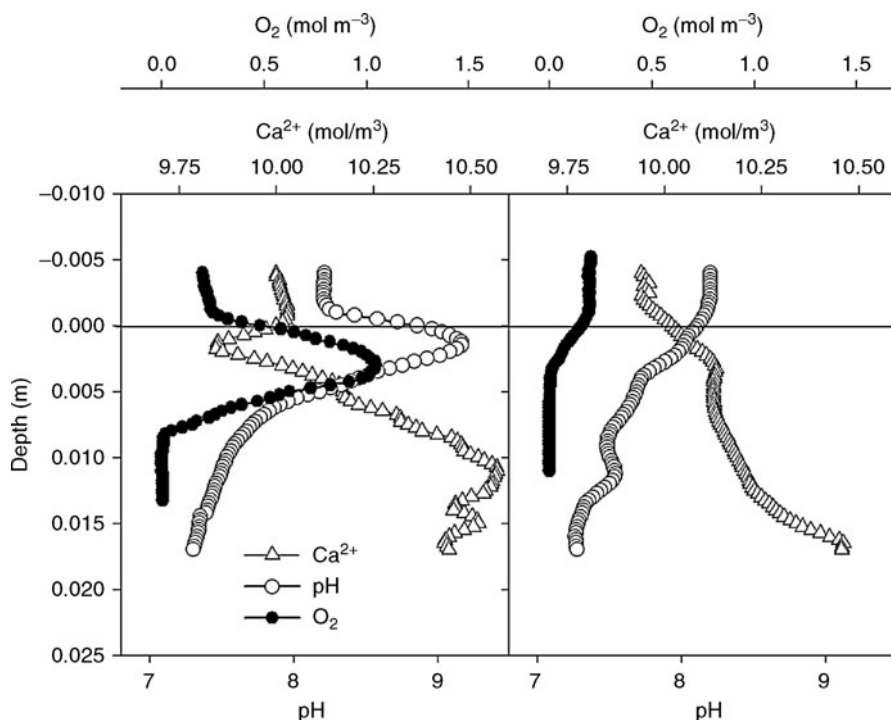 O₂ (mol m⁻³) O₂ (mol m⁻³)
0.0 0.5 1.0 1.5 0.0 0.5 1.0 1.5
Ca²⁺ (mol/m³) Ca²⁺ (mol/m³)
9.75 10.00 10.25 10.50 9.75 10.00 10.25 10.50
−0.010
−0.005
0.000
0.005
0.010
0.015
0.020
0.025
Depth (m)
Ca²⁺
pH
O₂
7 8 9 7 8 9
pH pH